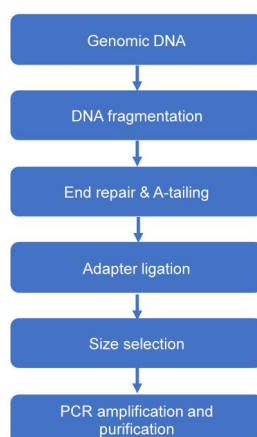 Genomic DNA
DNA fragmentation
End repair & A-tailing
Adapter ligation
Size selection
PCR amplification and
purification